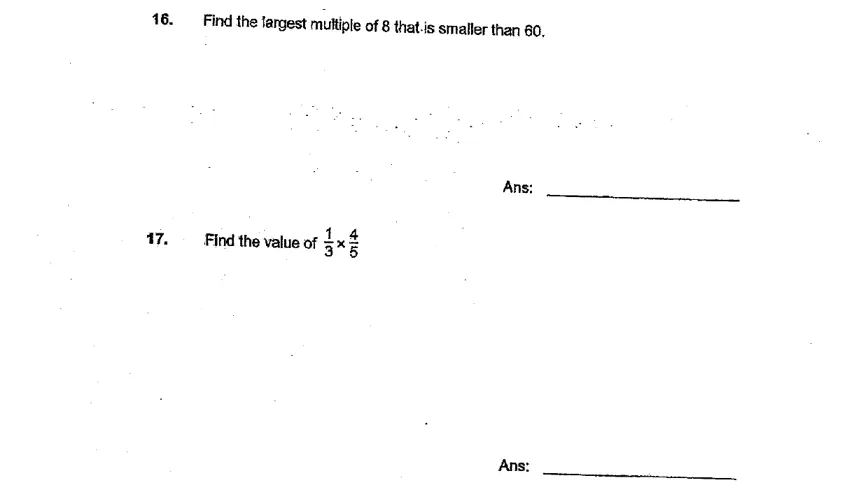 16. Find the largest multiple of 8 that is smaller than 60.
Ans:
17. Find the value of 1/3 × 4/5
Ans: